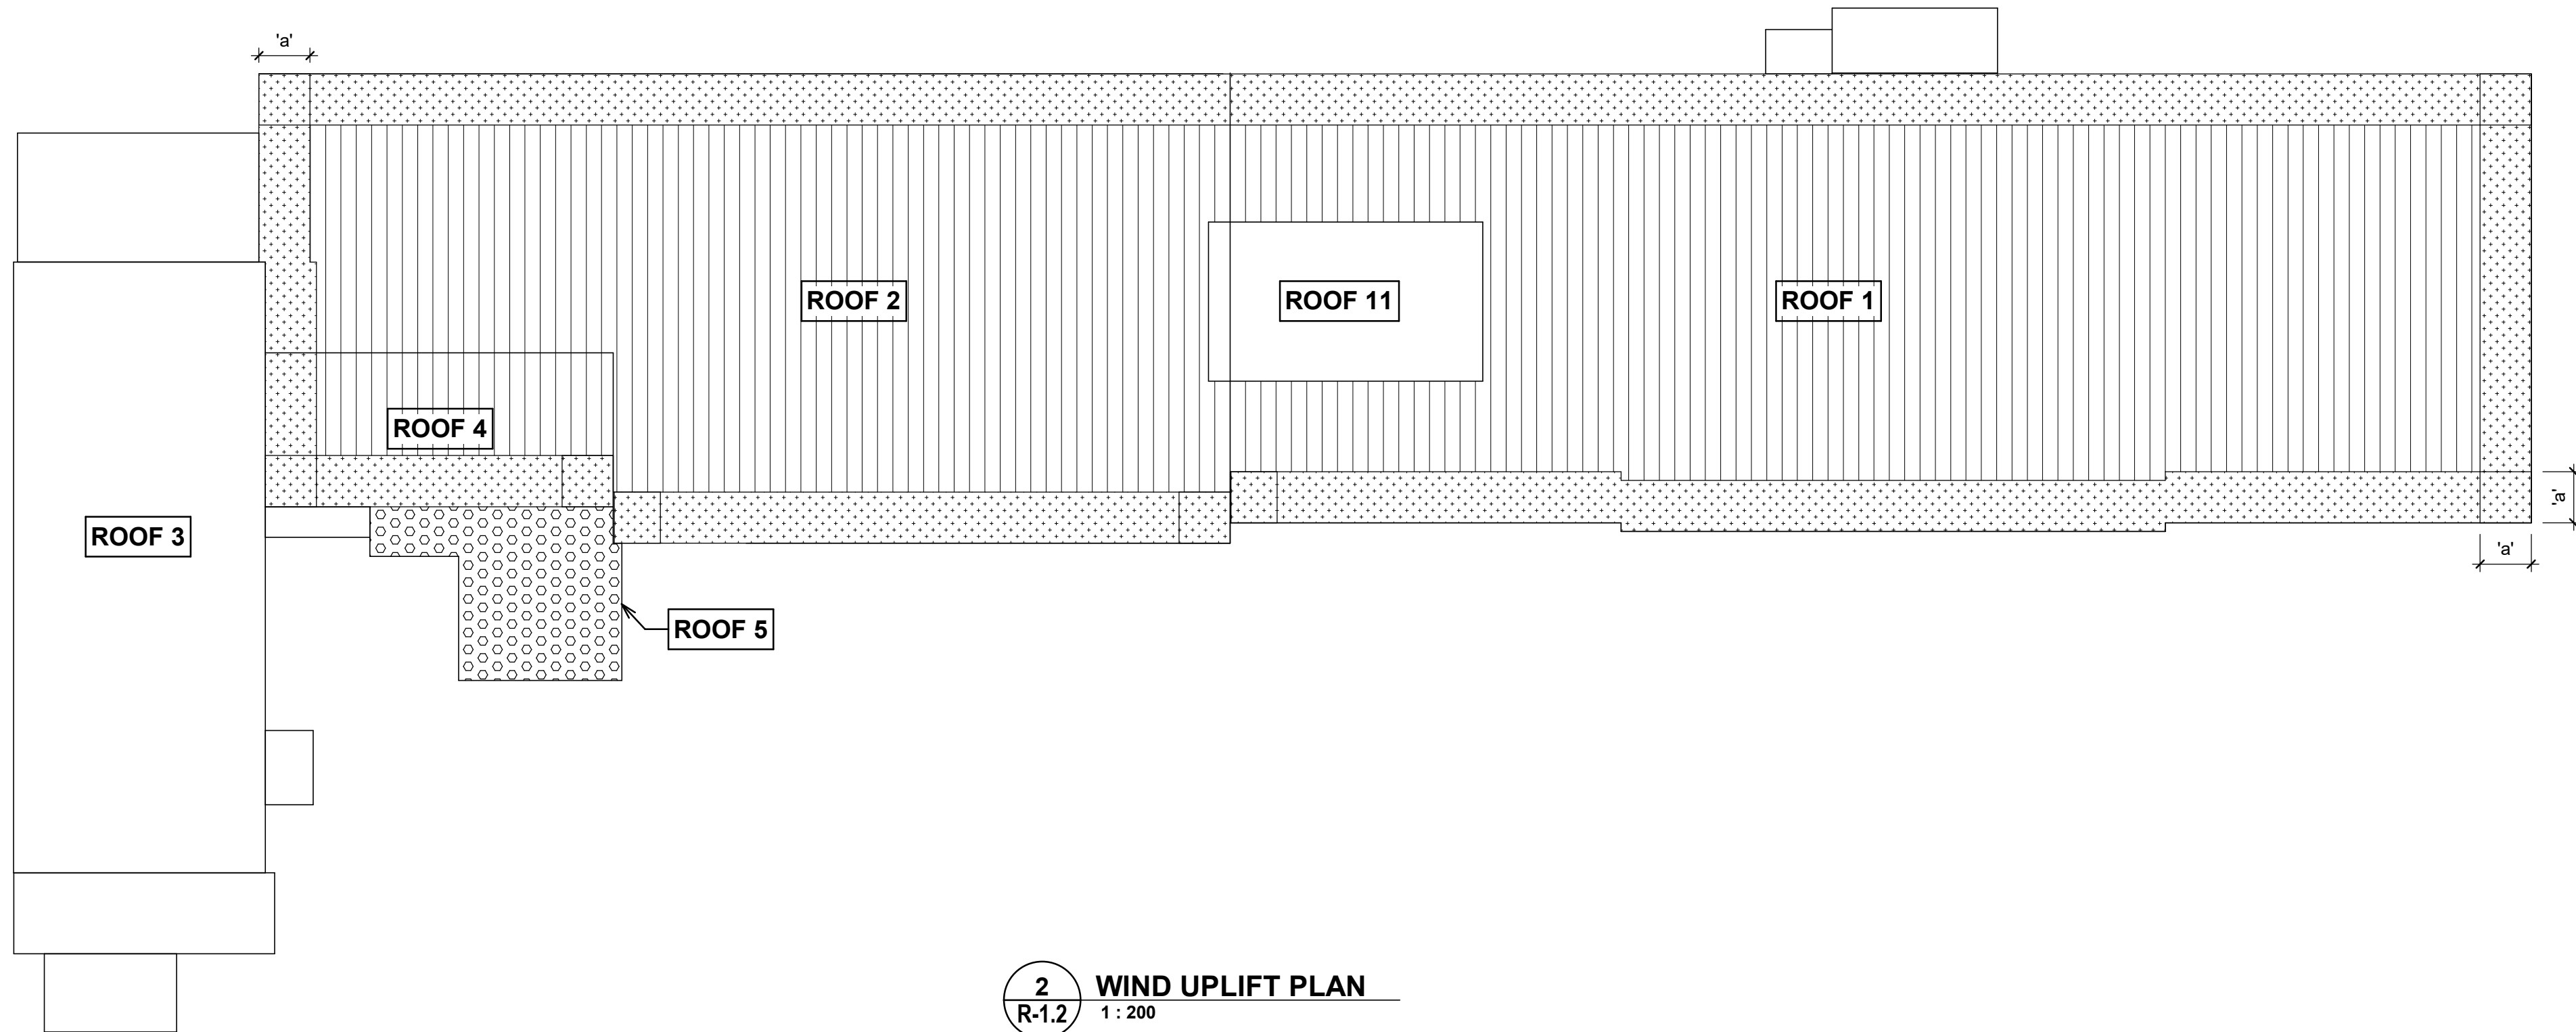 'a'
ROOF 2
ROOF 11
ROOF 1
ROOF 4
ROOF 3
'a'
'a'
ROOF 5
2
R-1.2
WIND UPLIFT PLAN
1 : 200